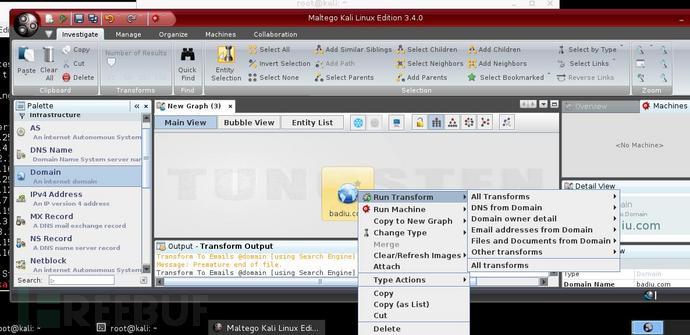 root@kali: ~
Maltego Kali Linux Edition 3.4.0
Investigate Manage Organize Machines Collaboration
Paste
Copy
Cut
Delete
Clear All
Clipboard
Number of Results
Transforms
Quick Find
Find
Entity Selection
Select All
Invert Selection
Select None
Add Similar Siblings
Add Path
Select Parents
Select Children
Select Neighbors
Add Parents
Add Children
Add Neighbors
Select Bookmarked
Select by Type
Select Links
Reverse Links
Selection
Zoom
Palette
Infrastructure
AS
An internet Autonomous System
DNS Name
Domain Name System server nam
Domain
An internet domain
IPv4 Address
An IP version 4 address
MX Record
A DNS mail exchange record
NS Record
A DNS name server record
Netblock
An internet Autonomous System
Search:
New Graph (3)
Main View Bubble View Entity List
TUNGSTEN
badiu.com
Output - Transform Output
Transform To Emails @domain [using Search Engine]
Message: Premature end of file.
Transform To Emails @domain [using Search Engine]
Run Transform
Run Machine
Copy to New Graph
Change Type
Merge
Clear/Refresh Images
Attach
Type Actions
Copy
Copy (as List)
Cut
Delete
All Transforms
DNS from Domain
Domain owner detail
Email addresses from Domain
Files and Documents from Domain
Other transforms
All transforms
Overview
Machines
<No Machine>
Detail View
iu.com
Type
Domain
Domain Name
badiu.com
FREEBUF
root@kali: ~
Maltego Kali Linux Edi...